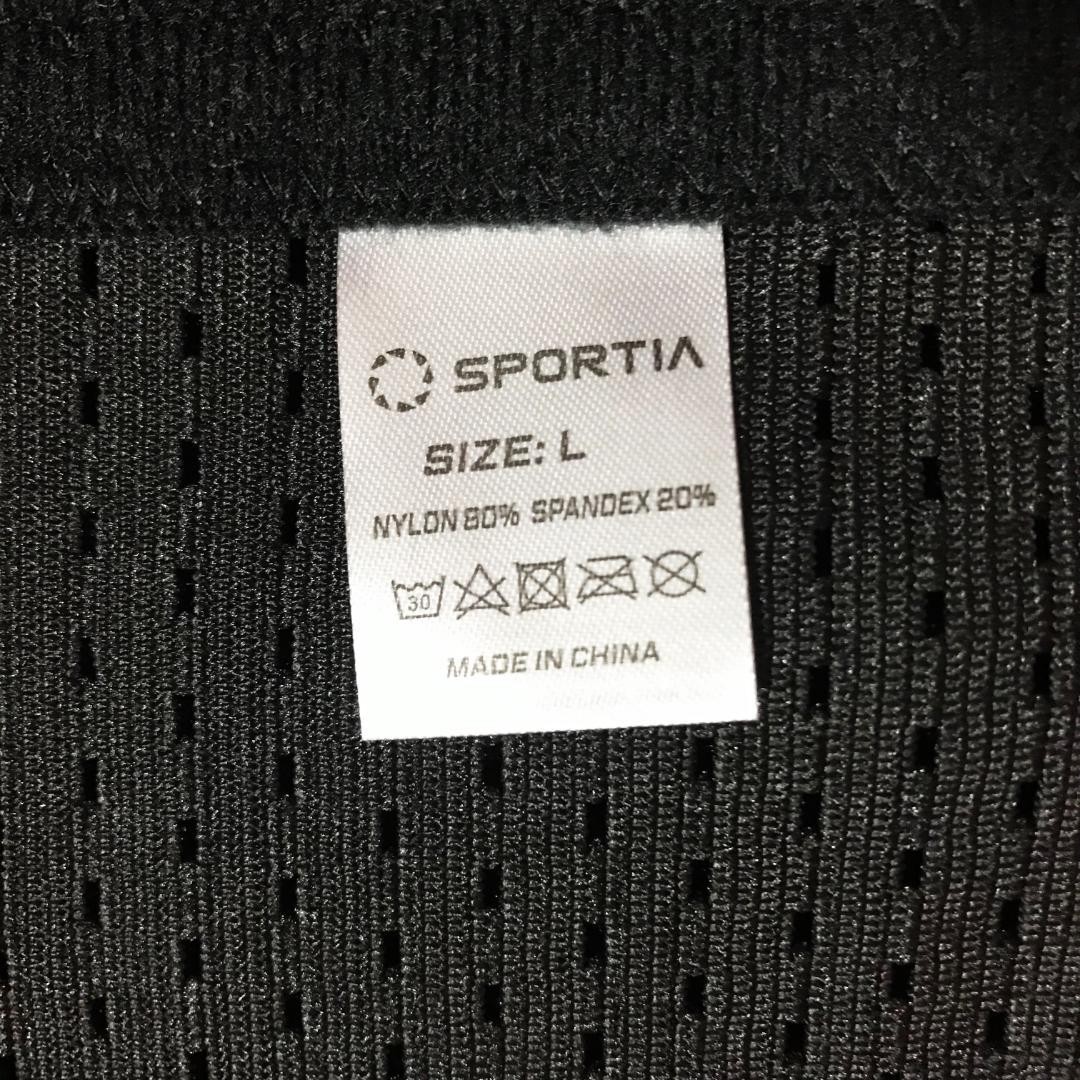 SPORTIA
SIZE: L
NYLON 80% SPANDEX 20%
30
MADE IN CHINA